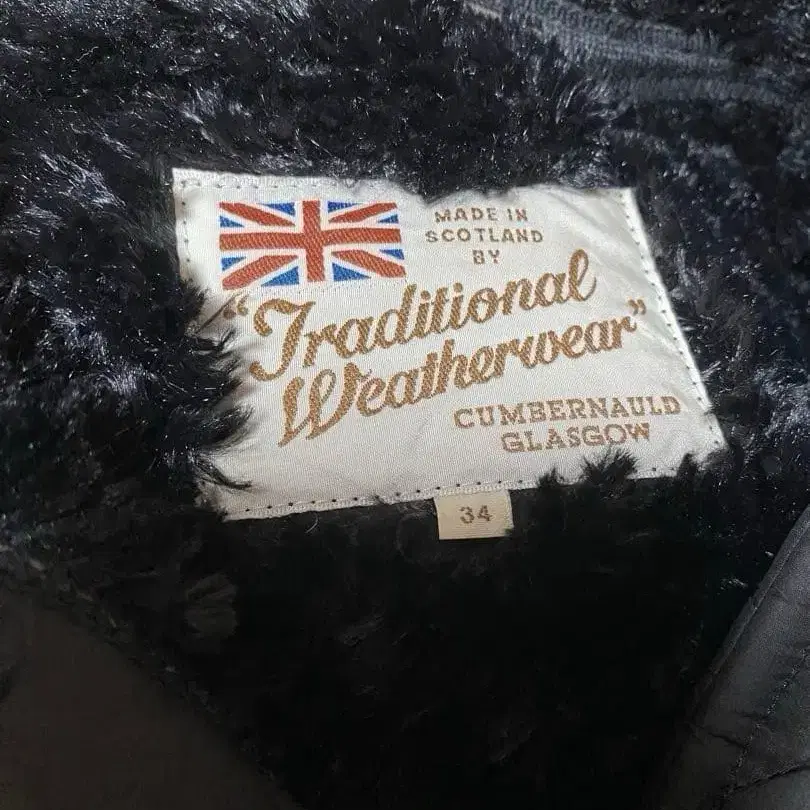 MADE IN
SCOTLAND
BY
"Traditional
Weatherwear"
CUMBERNAULD
GLASGOW
34